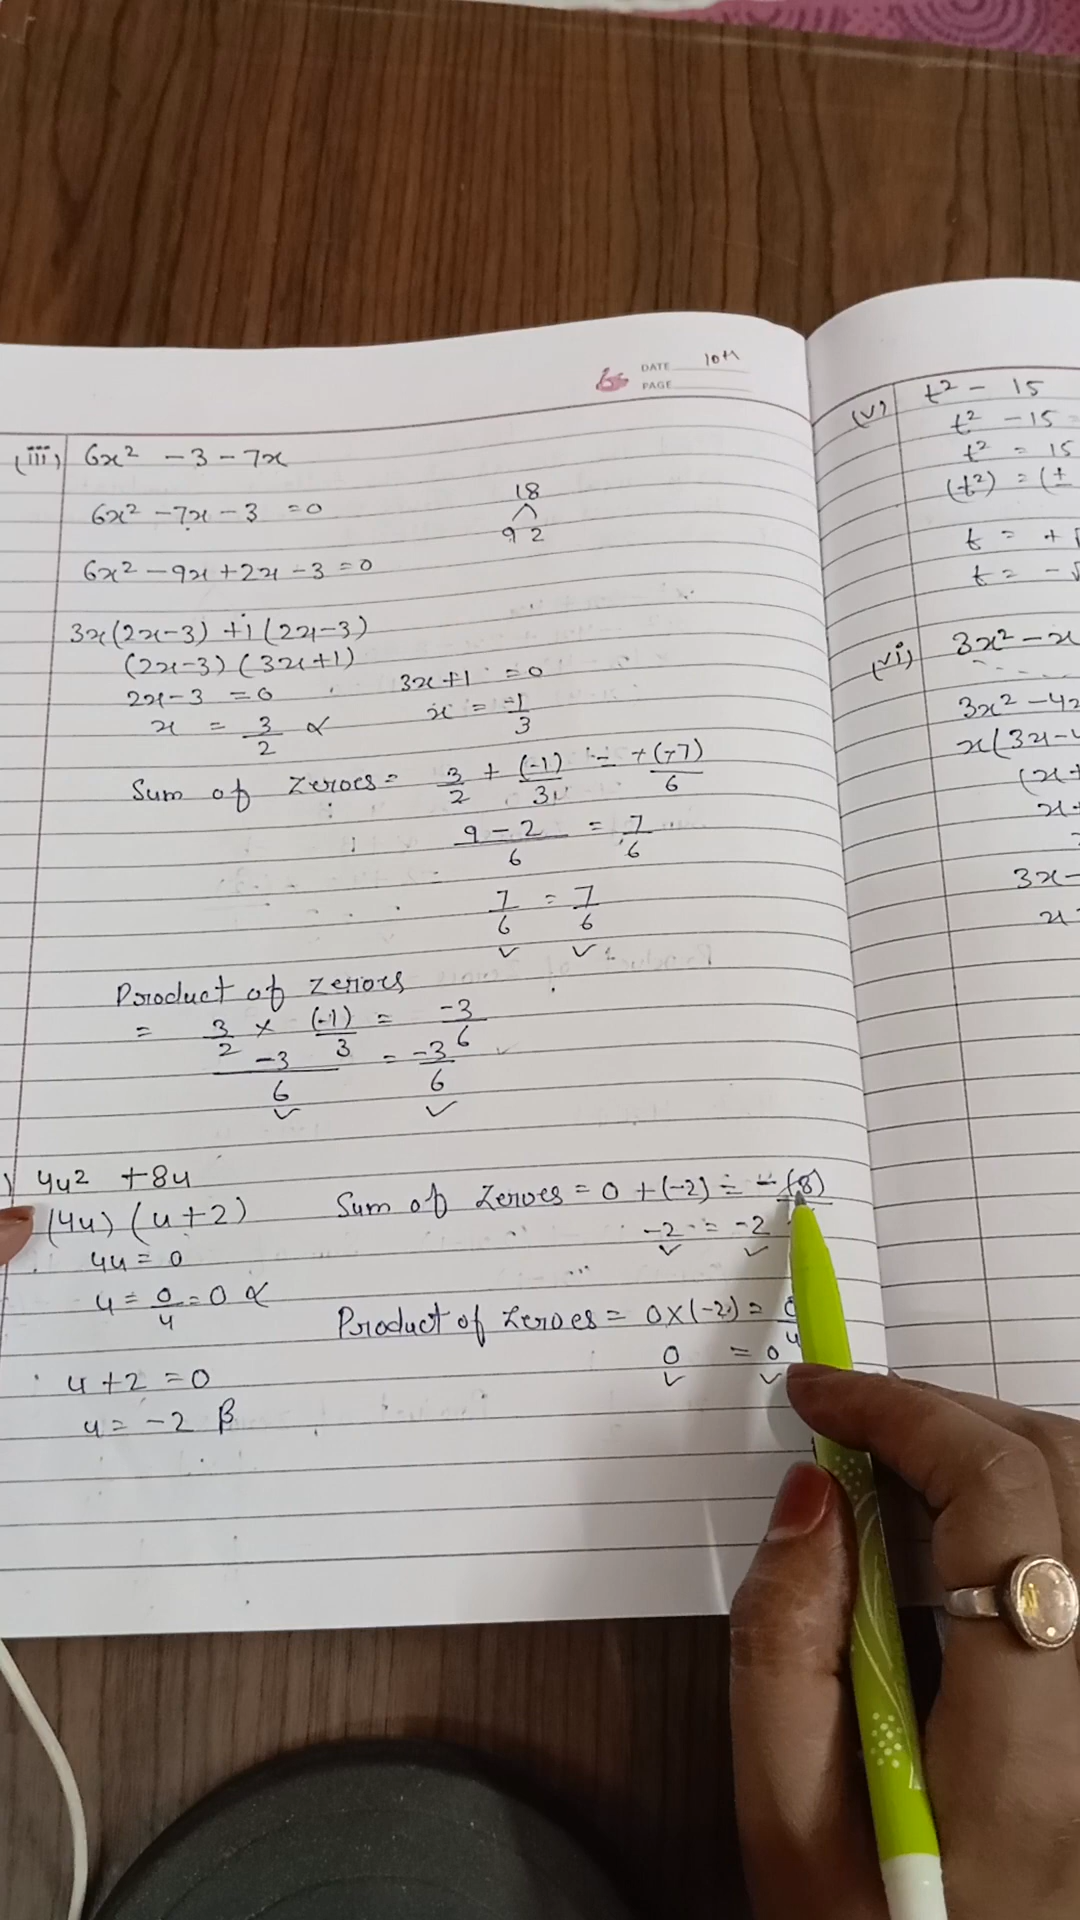 DATE 10th
PAGE
(iii) 6x² - 3 - 7x
6x² - 7x - 3 = 0
18
9 2
6x² - 9x + 2x - 3 = 0
3x(2x-3) + 1(2x-3)
(2x-3) (3x+1)
2x - 3 = 0 3x + 1 = 0
x = 3/2 α x = -1/3
Sum of Zeroes = 3/2 + (-1)/3 = +(+7)/6
9 - 2/6 = 7/6
7/6 = 7/6
✓ ✓
Product of zeroes
= 3/2 × (-1)/3 = -3/6
-3/6 = -3/6
✓ ✓
) 4u² + 8u
(4u) (u+2)
4u = 0
u = 0/4 = 0 α
u + 2 = 0
u = -2 β
Sum of Zeroes = 0 + (-2) = -(8)
-2 = -2
✓ ✓
Product of Zeroes = 0×(-2) = 0/4
0 = 0
✓ ✓
(v) t² - 15
t² - 15 =
t² = 15
(t²) = (±
t = +√
t = -√
(vi) 3x² - x
3x² - 4x
x(3x - 4
(x+
x+
3x -
x =